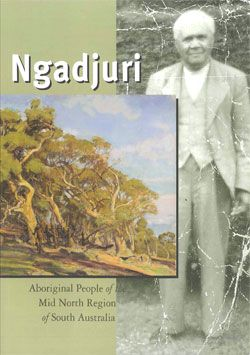 Ngadjuri
Aboriginal People of the
Mid North Region
of South Australia